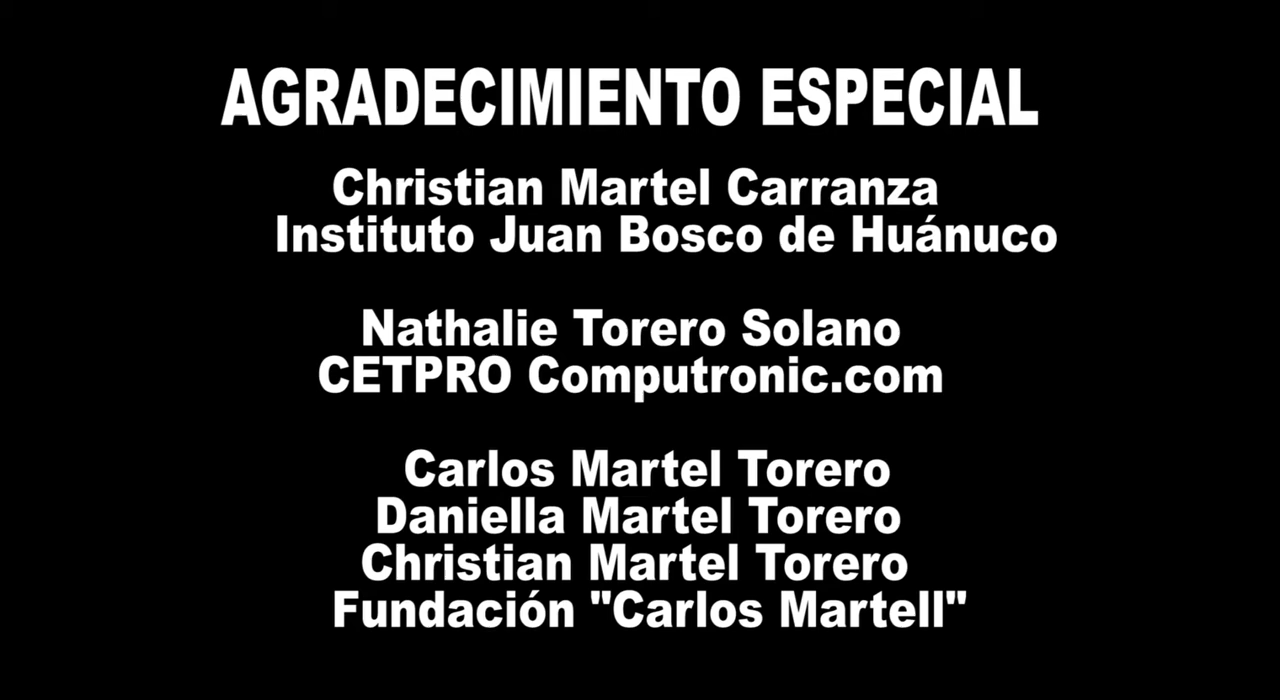 AGRADECIMIENTO ESPECIAL
Christian Martel Carranza
Instituto Juan Bosco de Huánuco
Nathalie Torero Solano
CETPRO Computronic.com
Carlos Martel Torero
Daniella Martel Torero
Christian Martel Torero
Fundación "Carlos Martell"